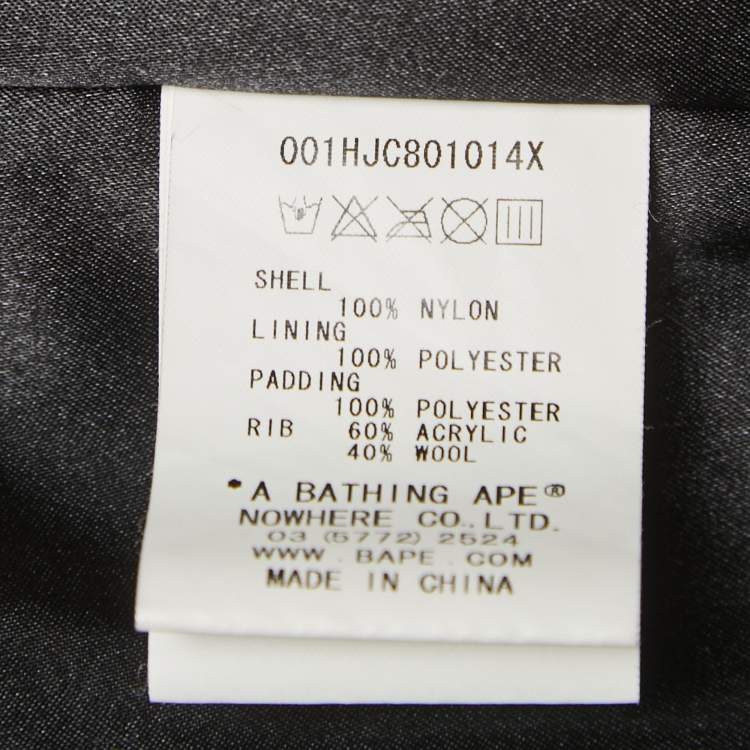 001HJC801014X
SHELL
100% NYLON
LINING
100% POLYESTER
PADDING
100% POLYESTER
RIB 60% ACRYLIC
40% WOOL
*A BATHING APE®
NOWHERE CO., LTD.
03 (5772) 2524
WWW.BAPE.COM
MADE IN CHINA